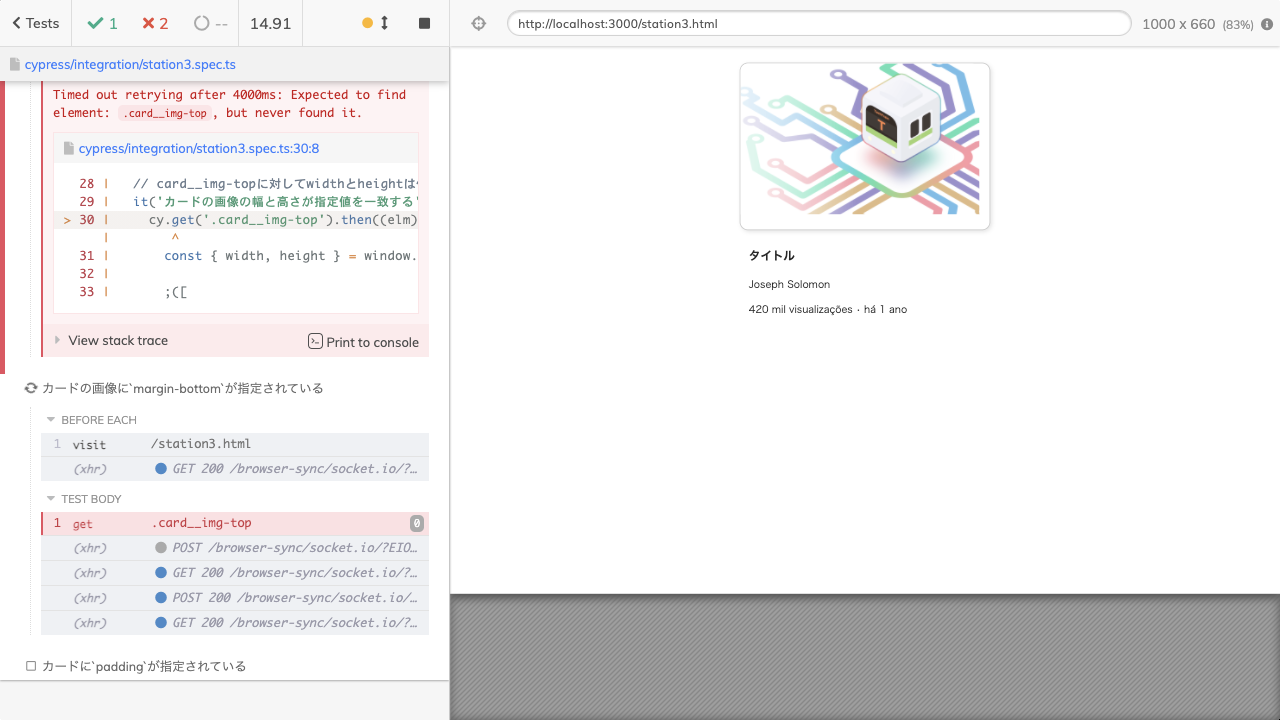 Tests
1
2
--
14.91
http://localhost:3000/station3.html
1000 x 660 (83%)
cypress/integration/station3.spec.ts
Timed out retrying after 4000ms: Expected to find
element: .card__img-top, but never found it.
cypress/integration/station3.spec.ts:30:8
28 | // card__img-topに対してwidthとheightは
29 | it('カードの画像の幅と高さが指定値を一致する'
> 30 | cy.get('.card__img-top').then((elm)
| ^
31 | const { width, height } = window.
32 |
33 | ;([
View stack trace
Print to console
カードの画像に`margin-bottom`が指定されている
BEFORE EACH
1 visit /station3.html
(xhr) GET 200 /browser-sync/socket.io/?…
TEST BODY
1 get .card__img-top 0
(xhr) POST /browser-sync/socket.io/?EIO…
(xhr) GET 200 /browser-sync/socket.io/?…
(xhr) POST 200 /browser-sync/socket.io/…
(xhr) GET 200 /browser-sync/socket.io/?…
カードに`padding`が指定されている
T
タイトル
Joseph Solomon
420 mil visualizações · há 1 ano